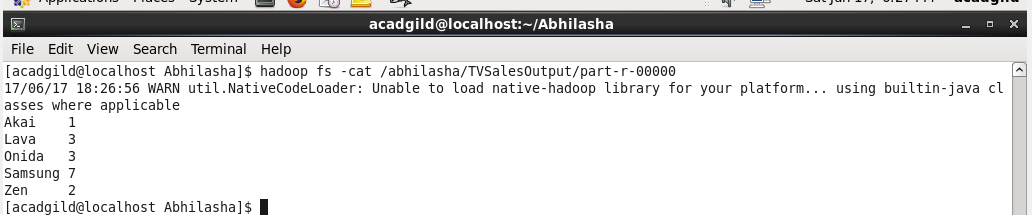 acadgild@localhost:~/Abhilasha
File Edit View Search Terminal Help
[acadgild@localhost Abhilasha]$ hadoop fs -cat /abhilasha/TVSalesOutput/part-r-00000
17/06/17 18:26:56 WARN util.NativeCodeLoader: Unable to load native-hadoop library for your platform... using builtin-java cl
asses where applicable
Akai 1
Lava 3
Onida 3
Samsung 7
Zen 2
[acadgild@localhost Abhilasha]$